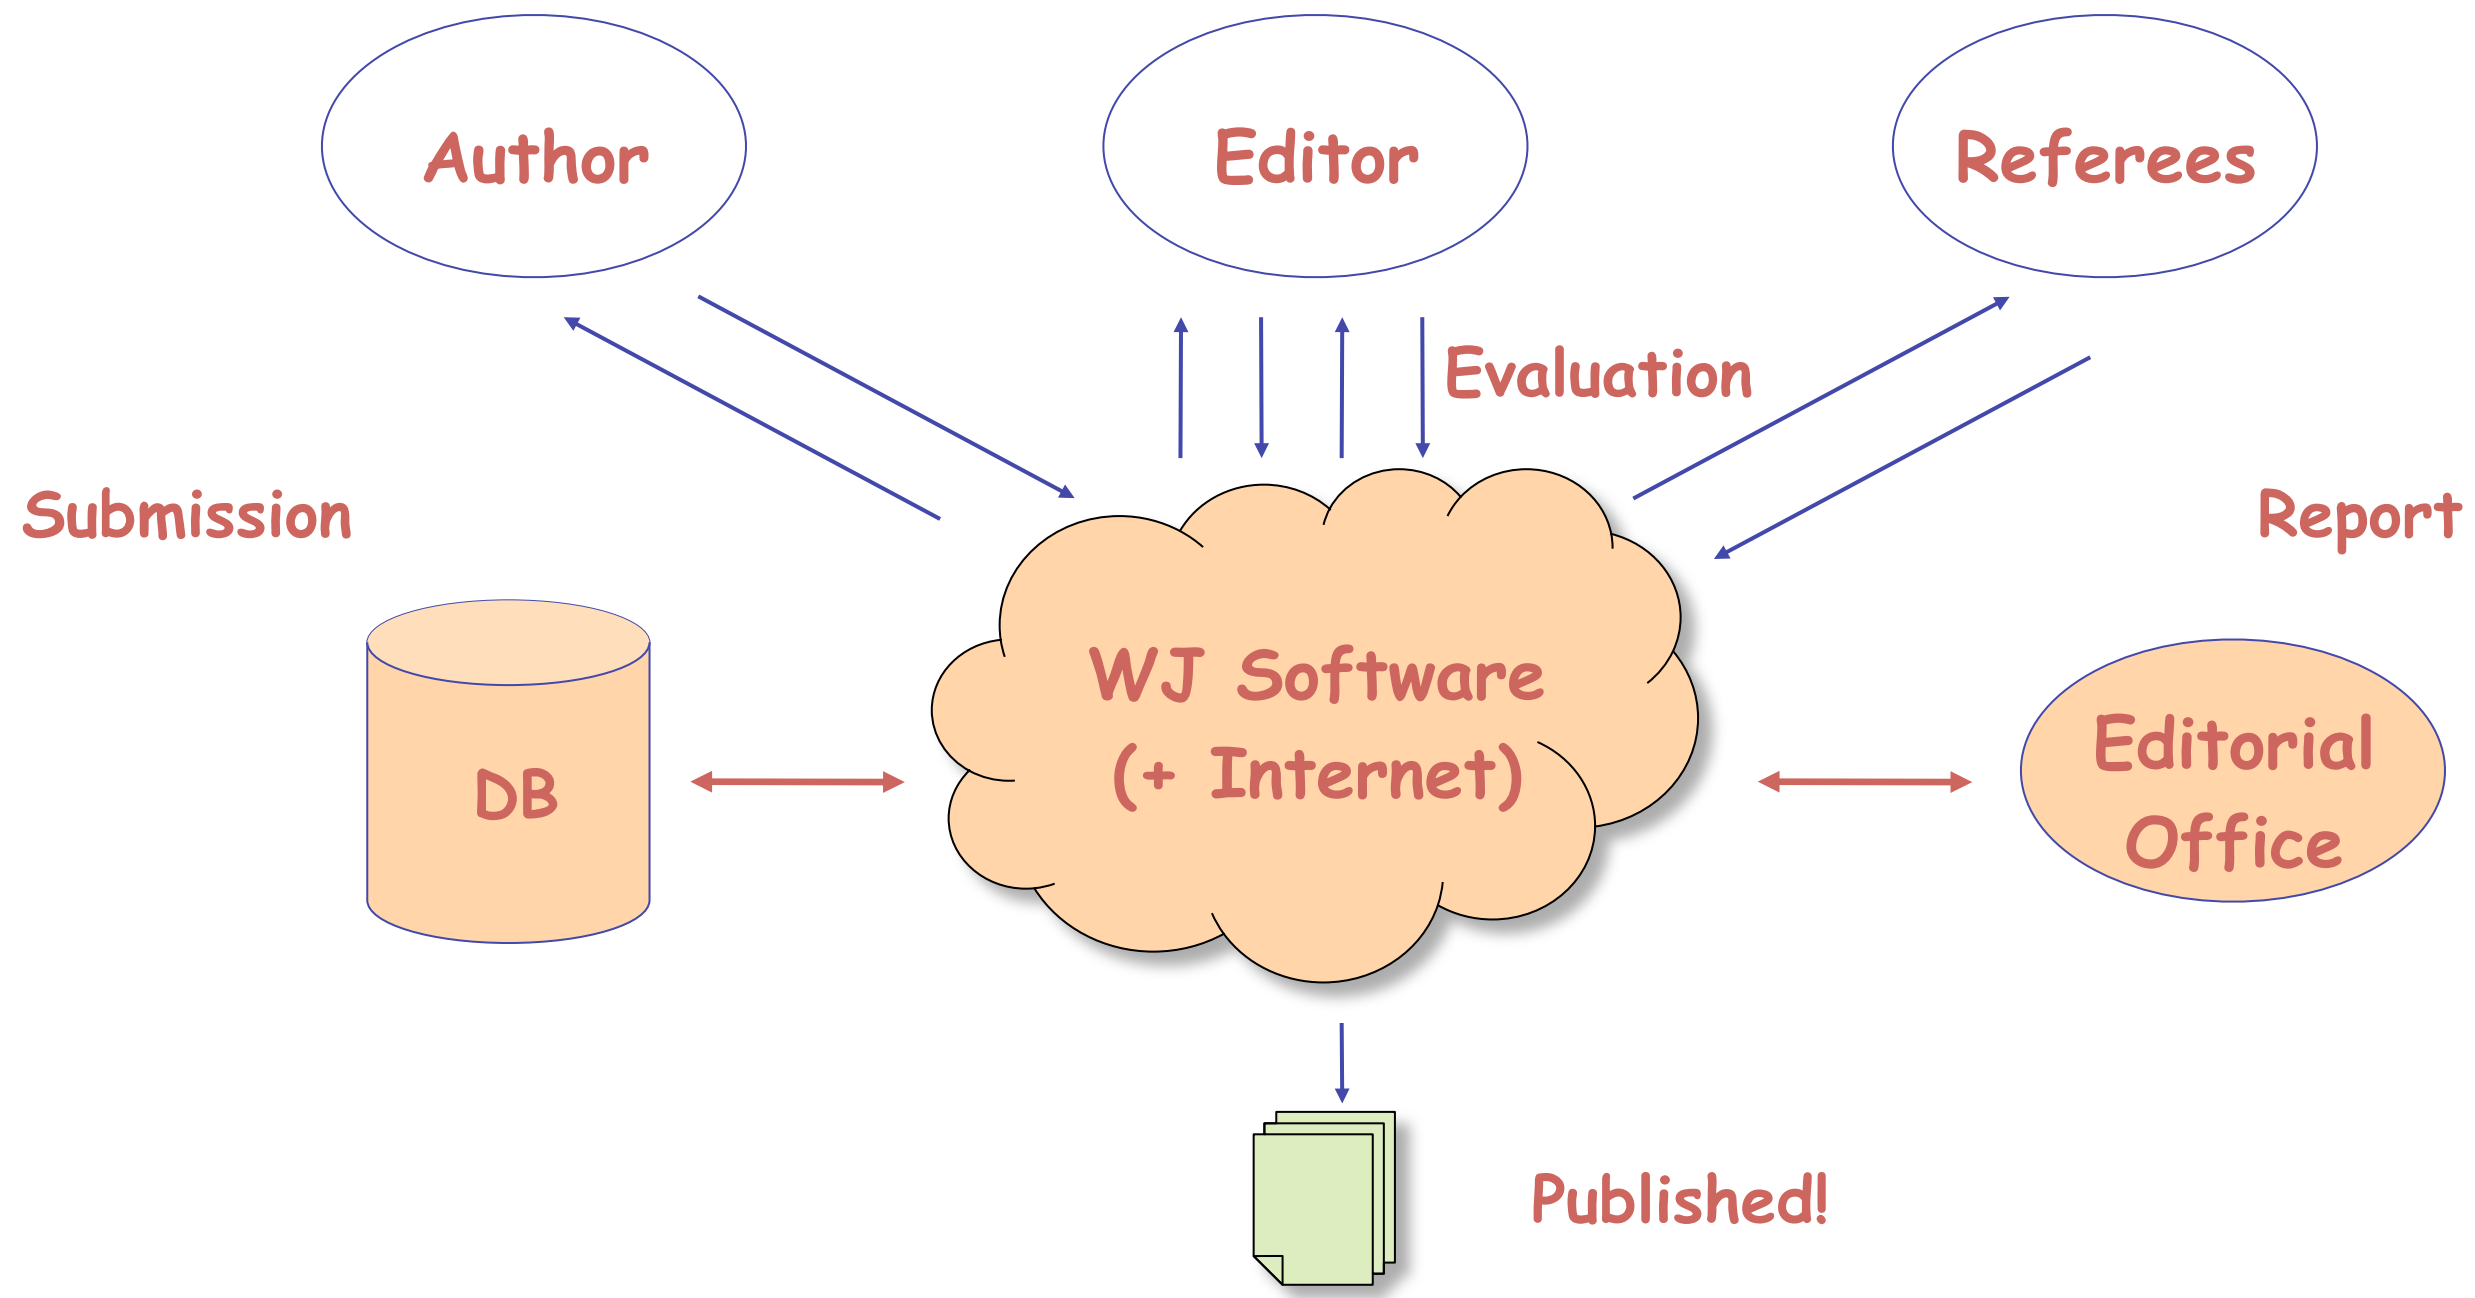 Author
Editor
Referees
Evaluation
Submission
Report
WJ Software
(+ Internet)
DB
Editorial
Office
Published!